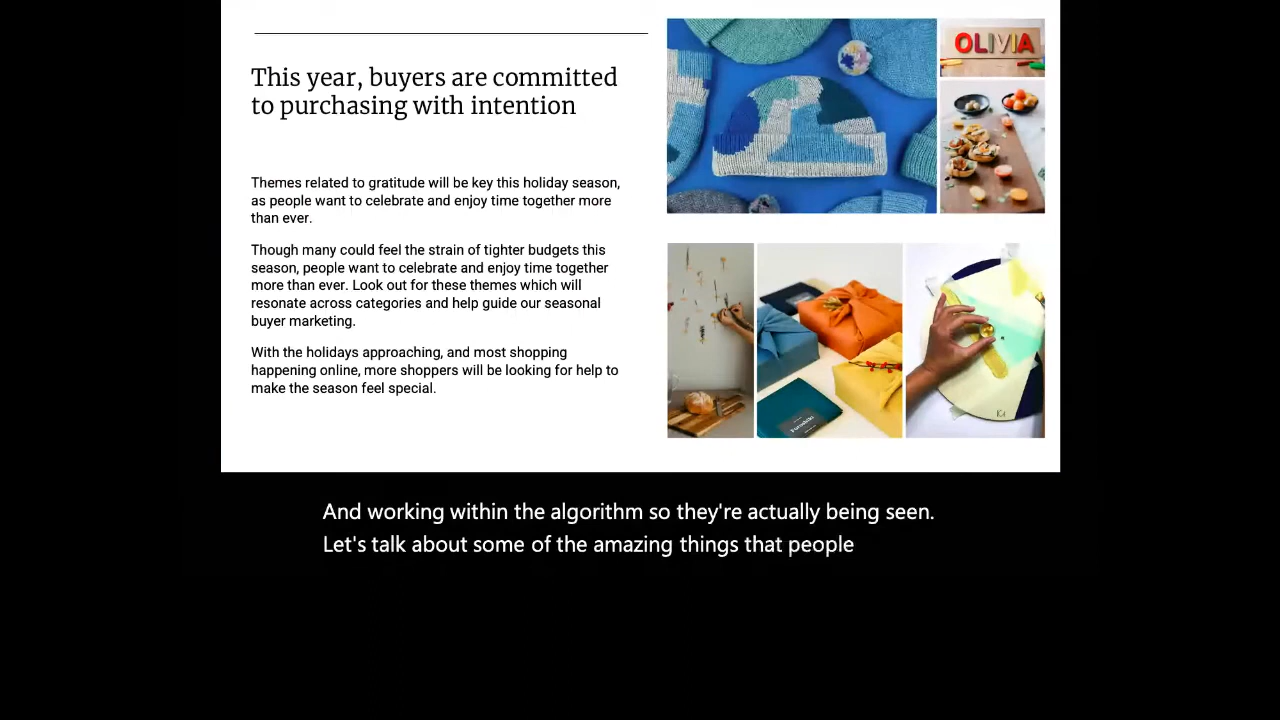 This year, buyers are committed
to purchasing with intention
Themes related to gratitude will be key this holiday season,
as people want to celebrate and enjoy time together more
than ever.
Though many could feel the strain of tighter budgets this
season, people want to celebrate and enjoy time together
more than ever. Look out for these themes which will
resonate across categories and help guide our seasonal
buyer marketing.
With the holidays approaching, and most shopping
happening online, more shoppers will be looking for help to
make the season feel special.
OLIVIA
And working within the algorithm so they're actually being seen.
Let's talk about some of the amazing things that people